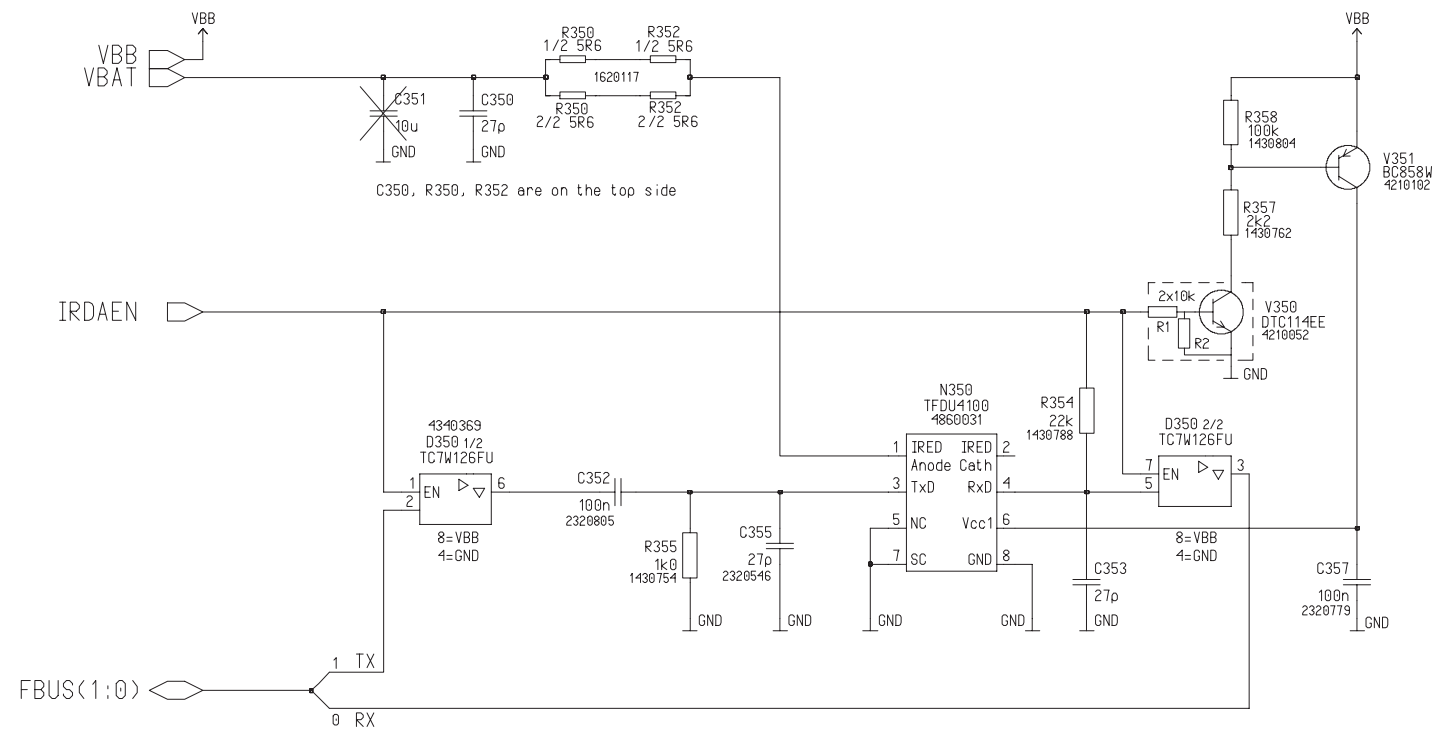 VBB
VBB
VBB
VBAT
R350
1/2 5R6
R352
1/2 5R6
1620117
R350
2/2 5R6
R352
2/2 5R6
C351
10u
GND
C350
27p
GND
C350, R350, R352 are on the top side
R358
100k
1430804
V351
BC858W
4210102
R357
2k2
1430762
IRDAEN
2x10k
R1
R2
V350
DTC114EE
4210052
GND
N350
TFDU4100
4860031
1 IRED IRED 2
Anode Cath
3 TxD RxD 4
5 NC Vcc1 6
7 SC GND 8
R354
22k
1430788
D350 2/2
TC7W126FU
7 EN 3
5
8=VBB
4=GND
4340369
D350 1/2
TC7W126FU
1 EN 6
2
8=VBB
4=GND
C352
100n
2320805
R355
1k0
1430754
C355
27p
2320546
C353
27p
C357
100n
2320779
GND
GND
GND
GND
GND
GND
1 TX
FBUS(1:0)
0 RX